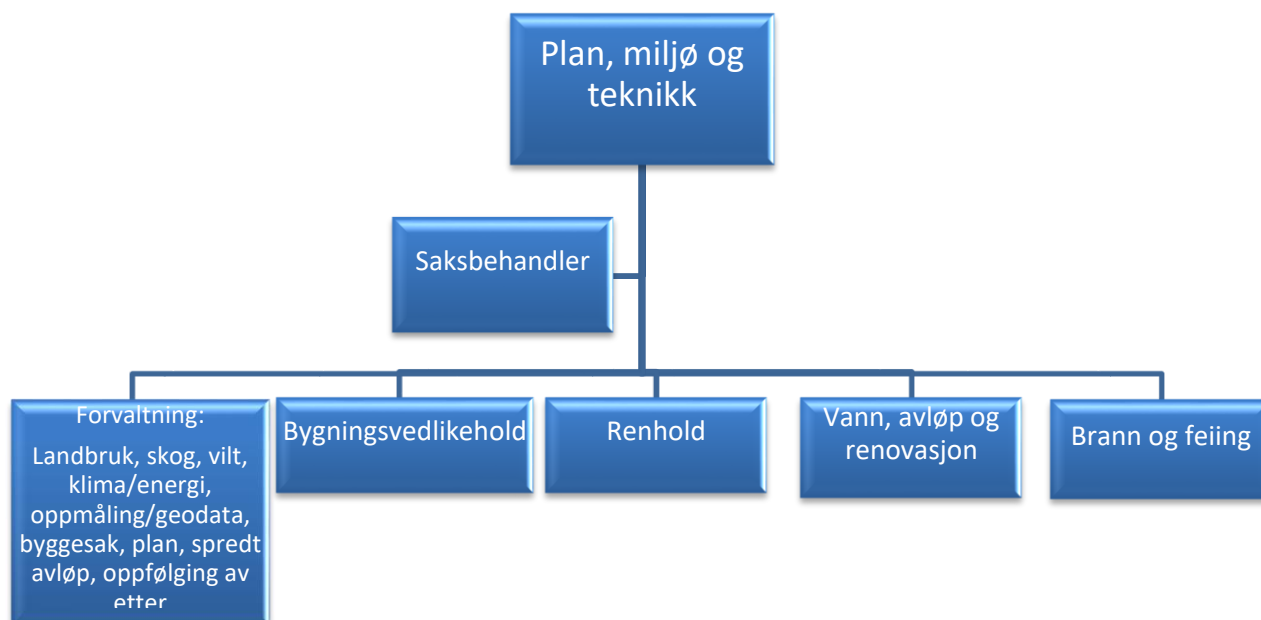 Plan, miljø og
teknikk
Saksbehandler
Forvaltning:
Landbruk, skog, vilt,
klima/energi,
oppmåling/geodata,
byggesak, plan, spredt
avløp, oppfølging av
etter
Bygningsvedlikehold
Renhold
Vann, avløp og
renovasjon
Brann og feiing